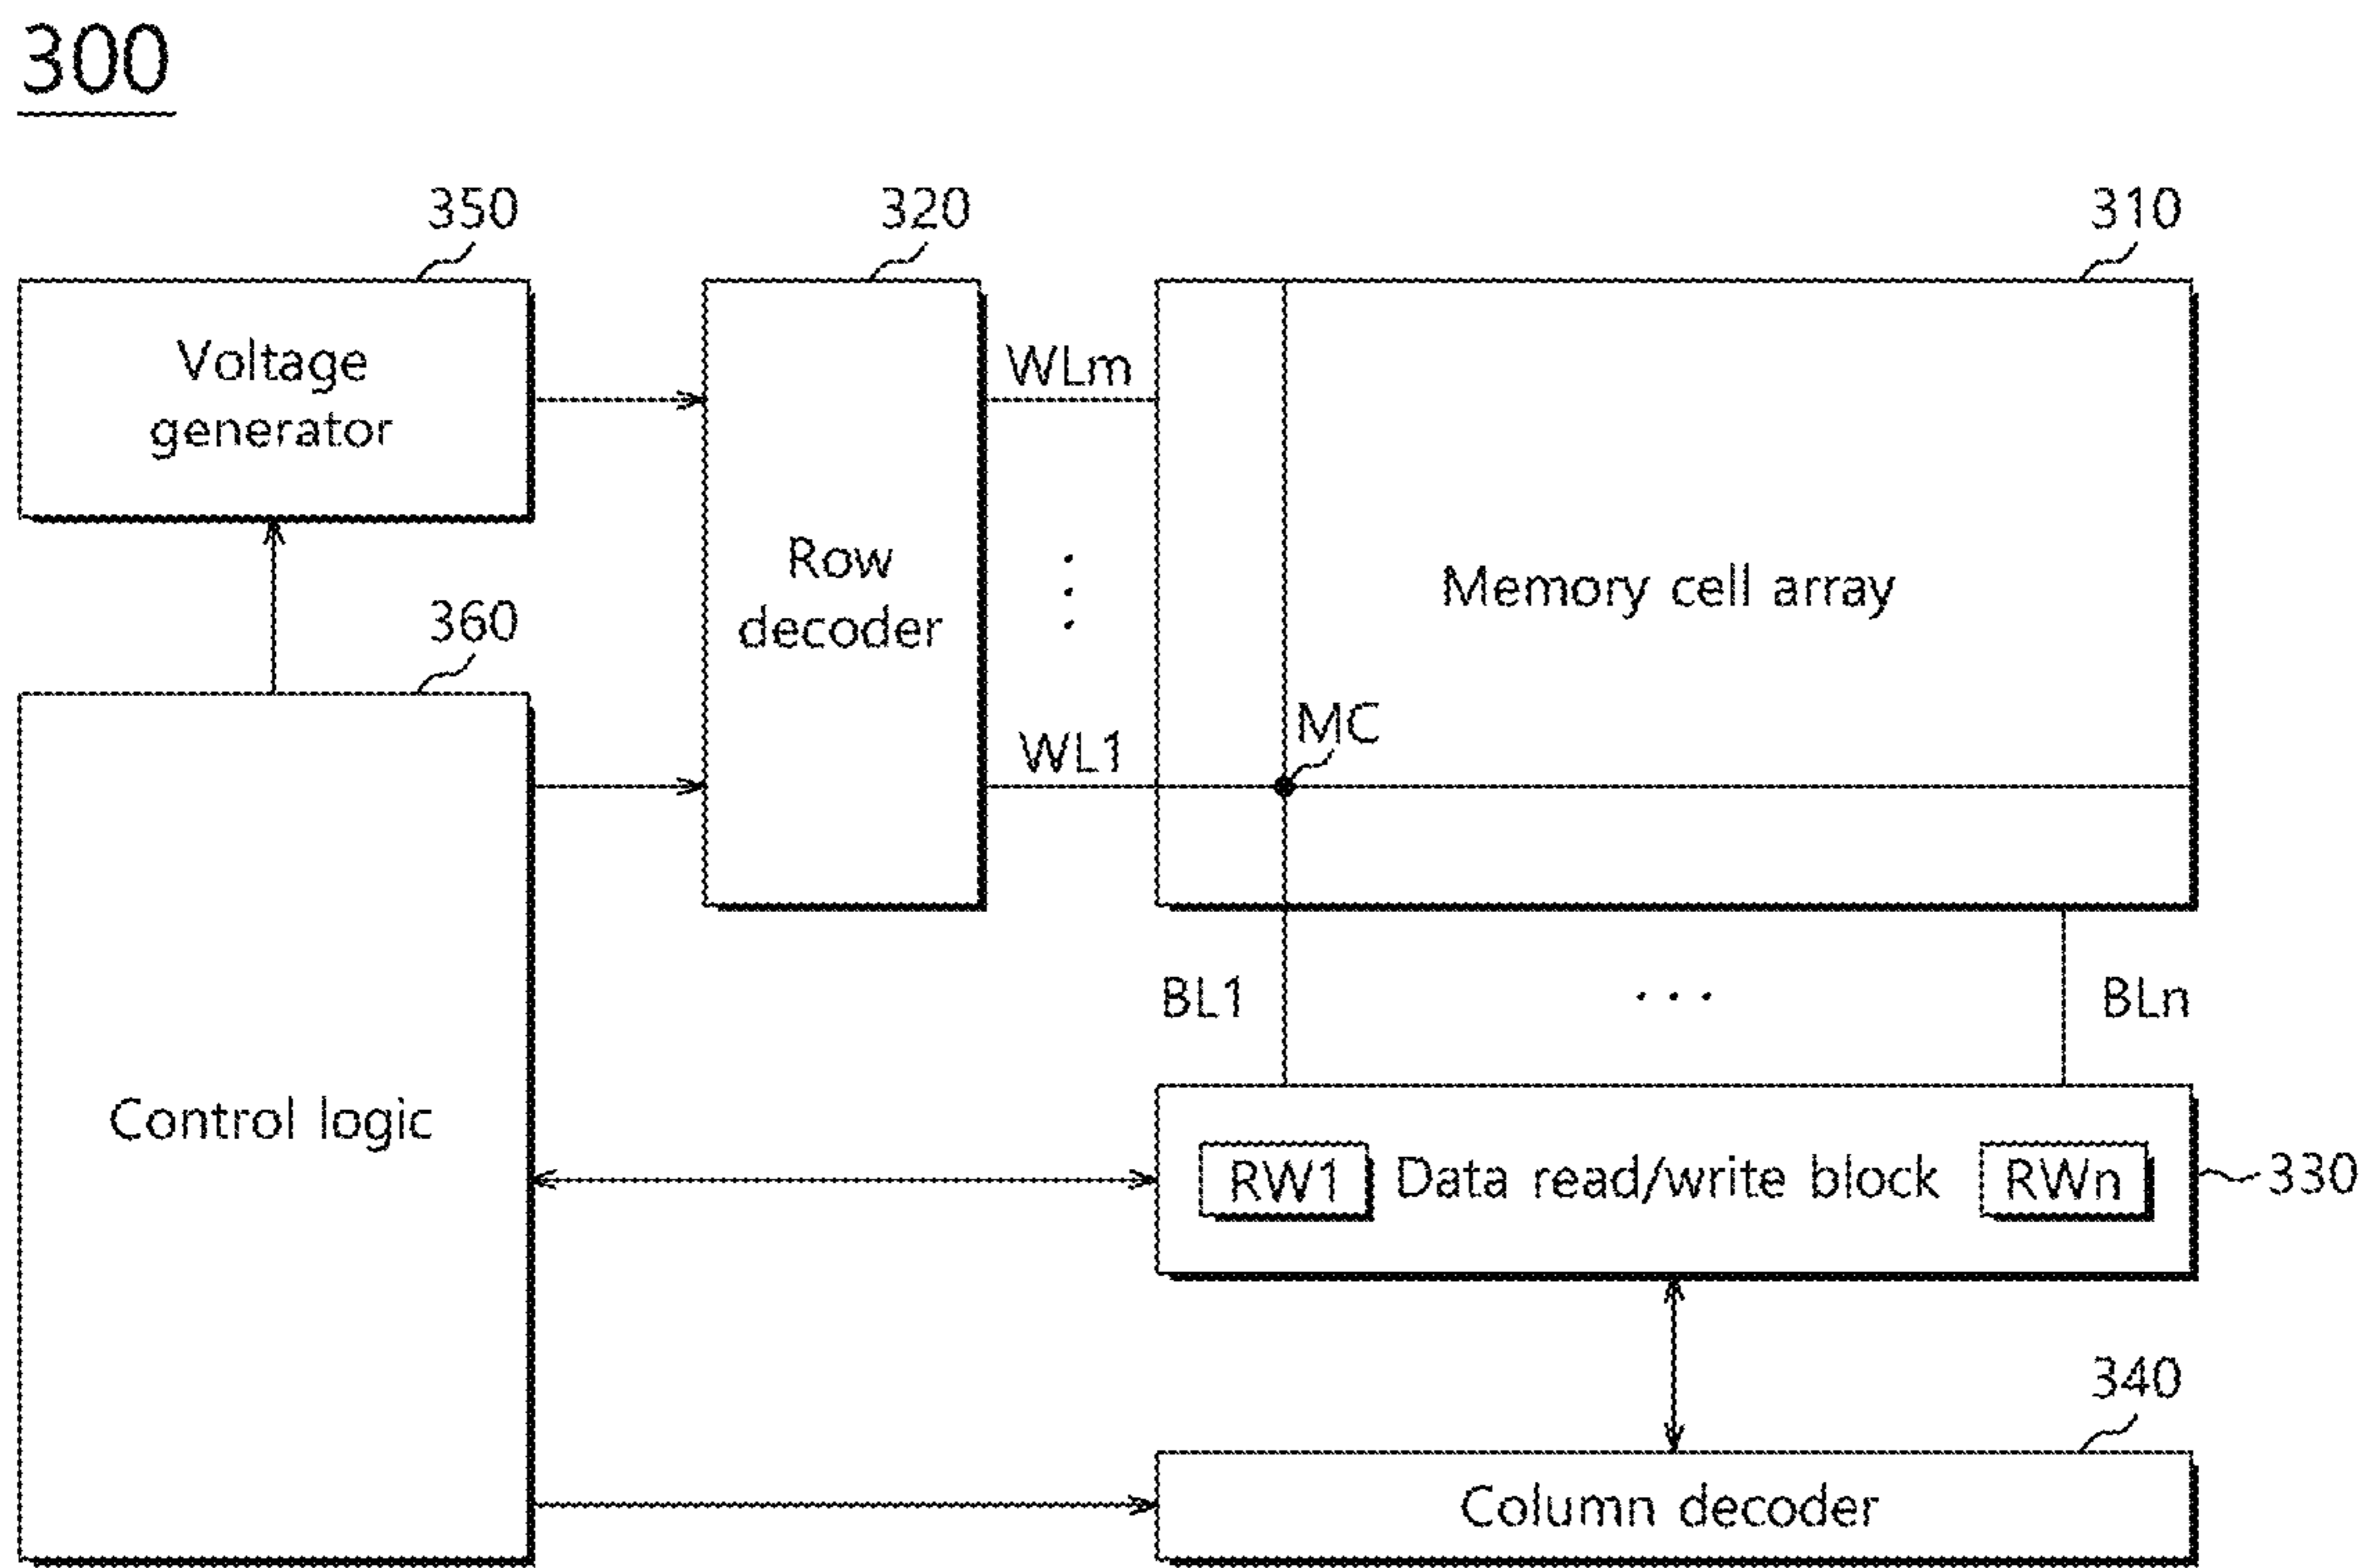 300
350
320
310
Voltage
generator
WLm
Row
decoder
Memory cell array
360
MC
WL1
BL1
. . .
BLn
Control logic
RW1
Data read/write block
RWn
330
340
Column decoder